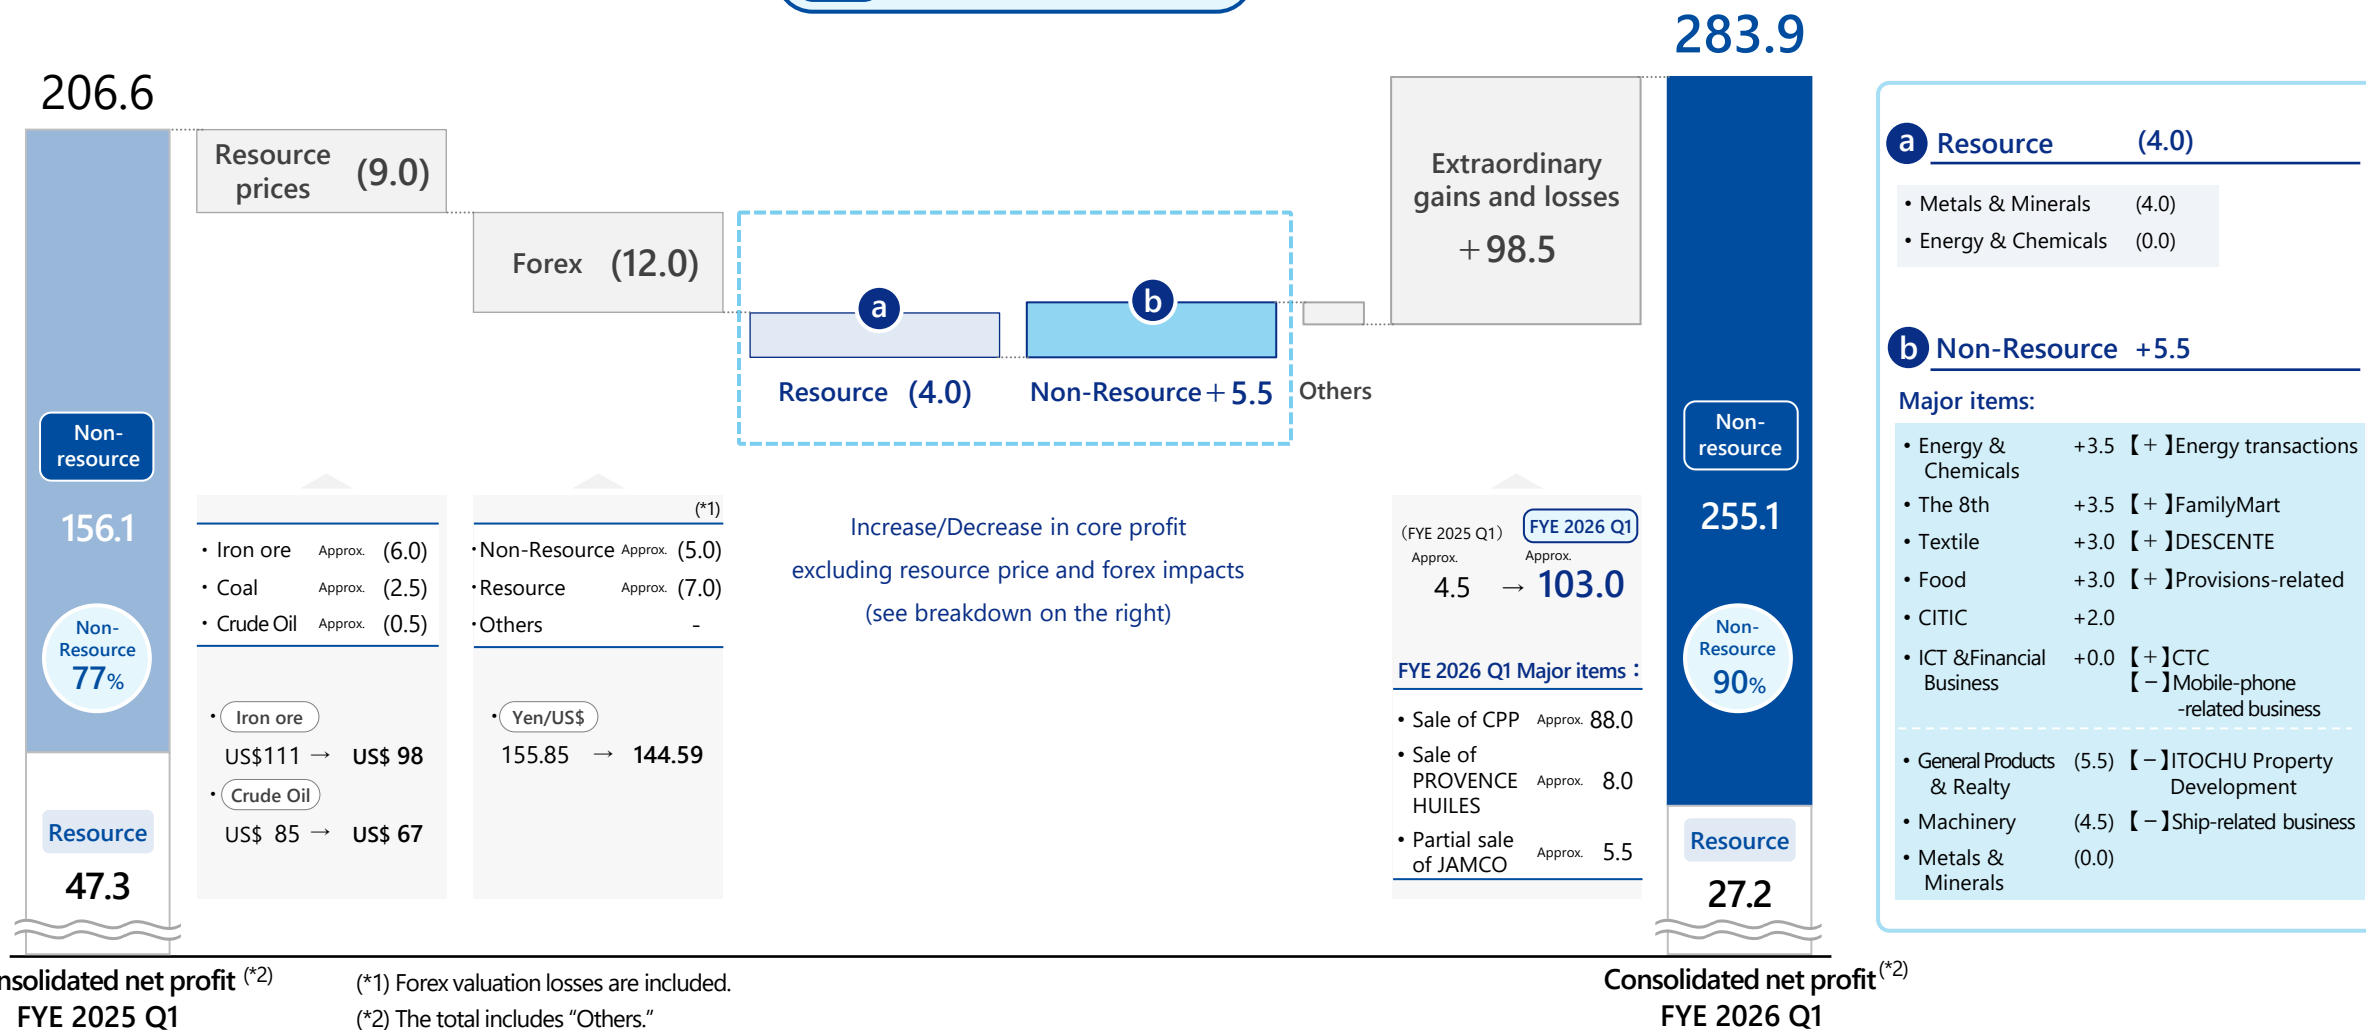 206.6
Non-
resource
156.1
Non-
Resource
77%
Resource
47.3
Consolidated net profit (*2)
FYE 2025 Q1
Resource
prices (9.0)
・ Iron ore Approx. (6.0)
・ Coal Approx. (2.5)
・ Crude Oil Approx. (0.5)
・ Iron ore
US$111 → US$ 98
・ Crude Oil
US$ 85 → US$ 67
Forex (12.0)
(*1)
・Non-Resource Approx. (5.0)
・Resource Approx. (7.0)
・Others -
・ Yen/US$
155.85 → 144.59
a
Resource (4.0)
b
Non-Resource +5.5
Others
Increase/Decrease in core profit
excluding resource price and forex impacts
(see breakdown on the right)
Extraordinary
gains and losses
+98.5
(FYE 2025 Q1) FYE 2026 Q1
Approx. Approx.
4.5 → 103.0
FYE 2026 Q1 Major items :
• Sale of CPP Approx. 88.0
• Sale of
PROVENCE Approx. 8.0
HUILES
• Partial sale
of JAMCO Approx. 5.5
283.9
Non-
resource
255.1
Non-
Resource
90%
Resource
27.2
Consolidated net profit (*2)
FYE 2026 Q1
a Resource (4.0)
• Metals & Minerals (4.0)
• Energy & Chemicals (0.0)
b Non-Resource +5.5
Major items:
• Energy & +3.5 【+】Energy transactions
Chemicals
• The 8th +3.5 【+】FamilyMart
• Textile +3.0 【+】DESCENTE
• Food +3.0 【+】Provisions-related
• CITIC +2.0
• ICT &Financial +0.0 【+】CTC
Business 【−】Mobile-phone
-related business
• General Products (5.5) 【−】ITOCHU Property
& Realty Development
• Machinery (4.5) 【−】Ship-related business
• Metals & (0.0)
Minerals
(*1) Forex valuation losses are included.
(*2) The total includes "Others."